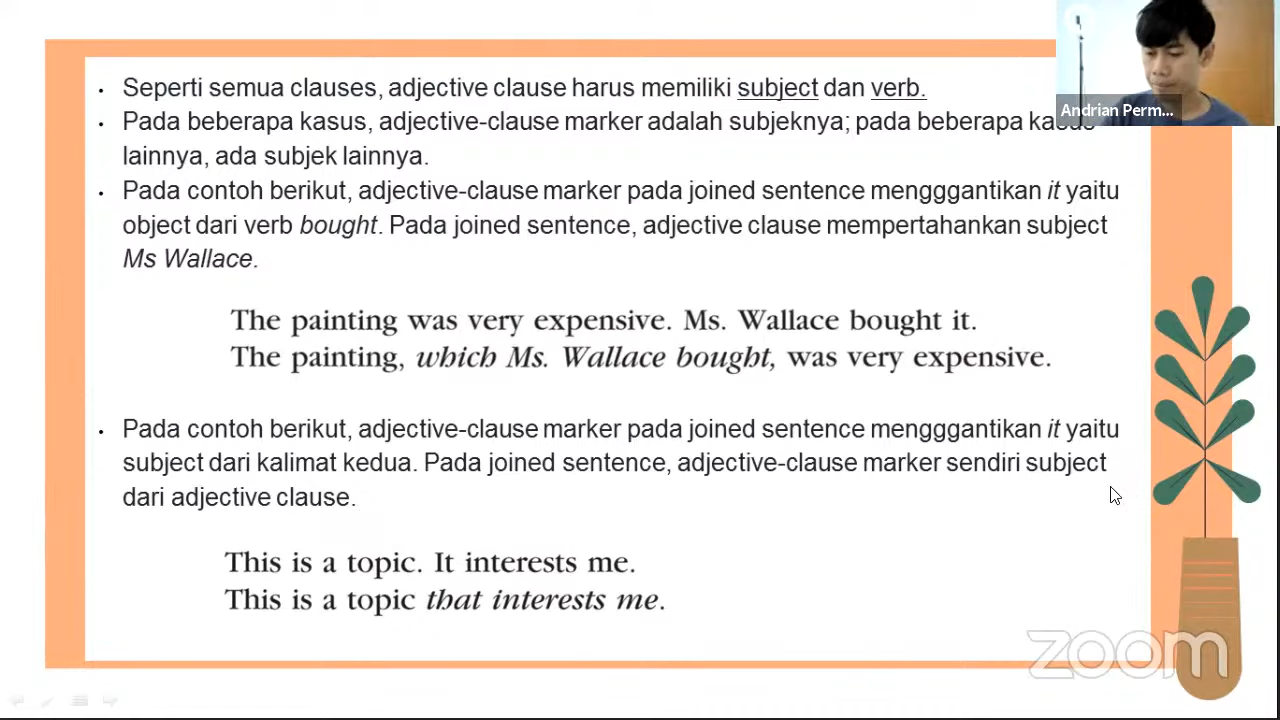 • Seperti semua clauses, adjective clause harus memiliki subject dan verb.
• Pada beberapa kasus, adjective-clause marker adalah subjeknya; pada beberapa kasus
lainnya, ada subjek lainnya.
• Pada contoh berikut, adjective-clause marker pada joined sentence mengggantikan it yaitu
object dari verb bought. Pada joined sentence, adjective clause mempertahankan subject
Ms Wallace.
The painting was very expensive. Ms. Wallace bought it.
The painting, which Ms. Wallace bought, was very expensive.
• Pada contoh berikut, adjective-clause marker pada joined sentence mengggantikan it yaitu
subject dari kalimat kedua. Pada joined sentence, adjective-clause marker sendiri subject
dari adjective clause.
This is a topic. It interests me.
This is a topic that interests me.
Andrian Perm...
zoom